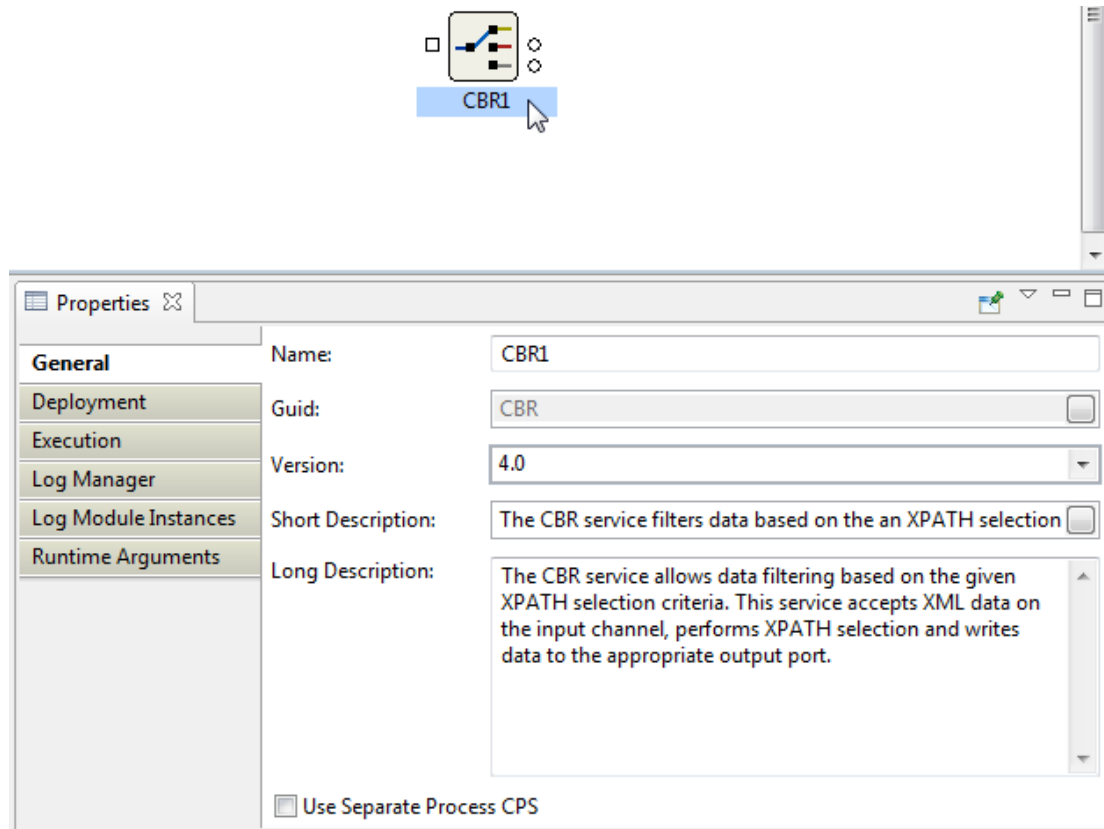 CBR1
Properties
General
Deployment
Execution
Log Manager
Log Module Instances
Runtime Arguments
Name: CBR1
Guid: CBR
Version: 4.0
Short Description: The CBR service filters data based on the an XPATH selection
Long Description: The CBR service allows data filtering based on the given
XPATH selection criteria. This service accepts XML data on
the input channel, performs XPATH selection and writes
data to the appropriate output port.
Use Separate Process CPS